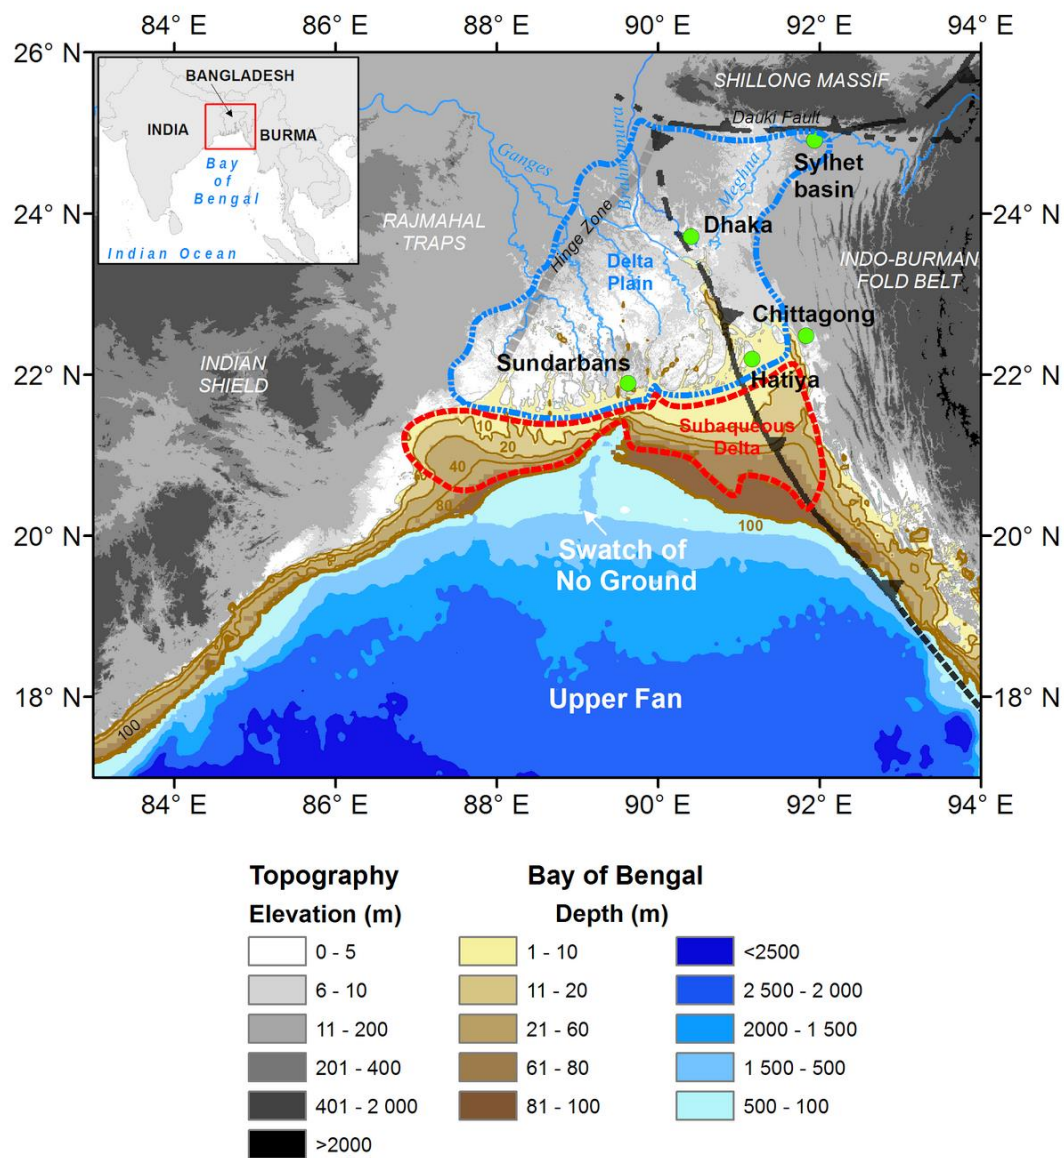 84° E
86° E
88° E
90° E
92° E
94° E
26° N
24° N
22° N
20° N
18° N
BANGLADESH
INDIA
BURMA
Bay
of
Bengal
Indian Ocean
SHILLONG MASSIF
Dauki Fault
Sylhet
basin
Ganges
Brahmaputra
Meghna
RAJMAHAL
TRAPS
Hinge Zone
Dhaka
Delta
Plain
INDO-BURMAN
FOLD BELT
Chittagong
Sundarbans
Hatiya
INDIAN
SHIELD
10
20
40
80
Subaqueous
Delta
100
Swatch of
No Ground
Upper Fan
100
26° N
24° N
22° N
20° N
18° N
84° E
86° E
88° E
90° E
92° E
94° E
Topography
Elevation (m)
0 - 5
6 - 10
11 - 200
201 - 400
401 - 2 000
>2000
Bay of Bengal
Depth (m)
1 - 10
11 - 20
21 - 60
61 - 80
81 - 100
<2500
2 500 - 2 000
2000 - 1 500
1 500 - 500
500 - 100